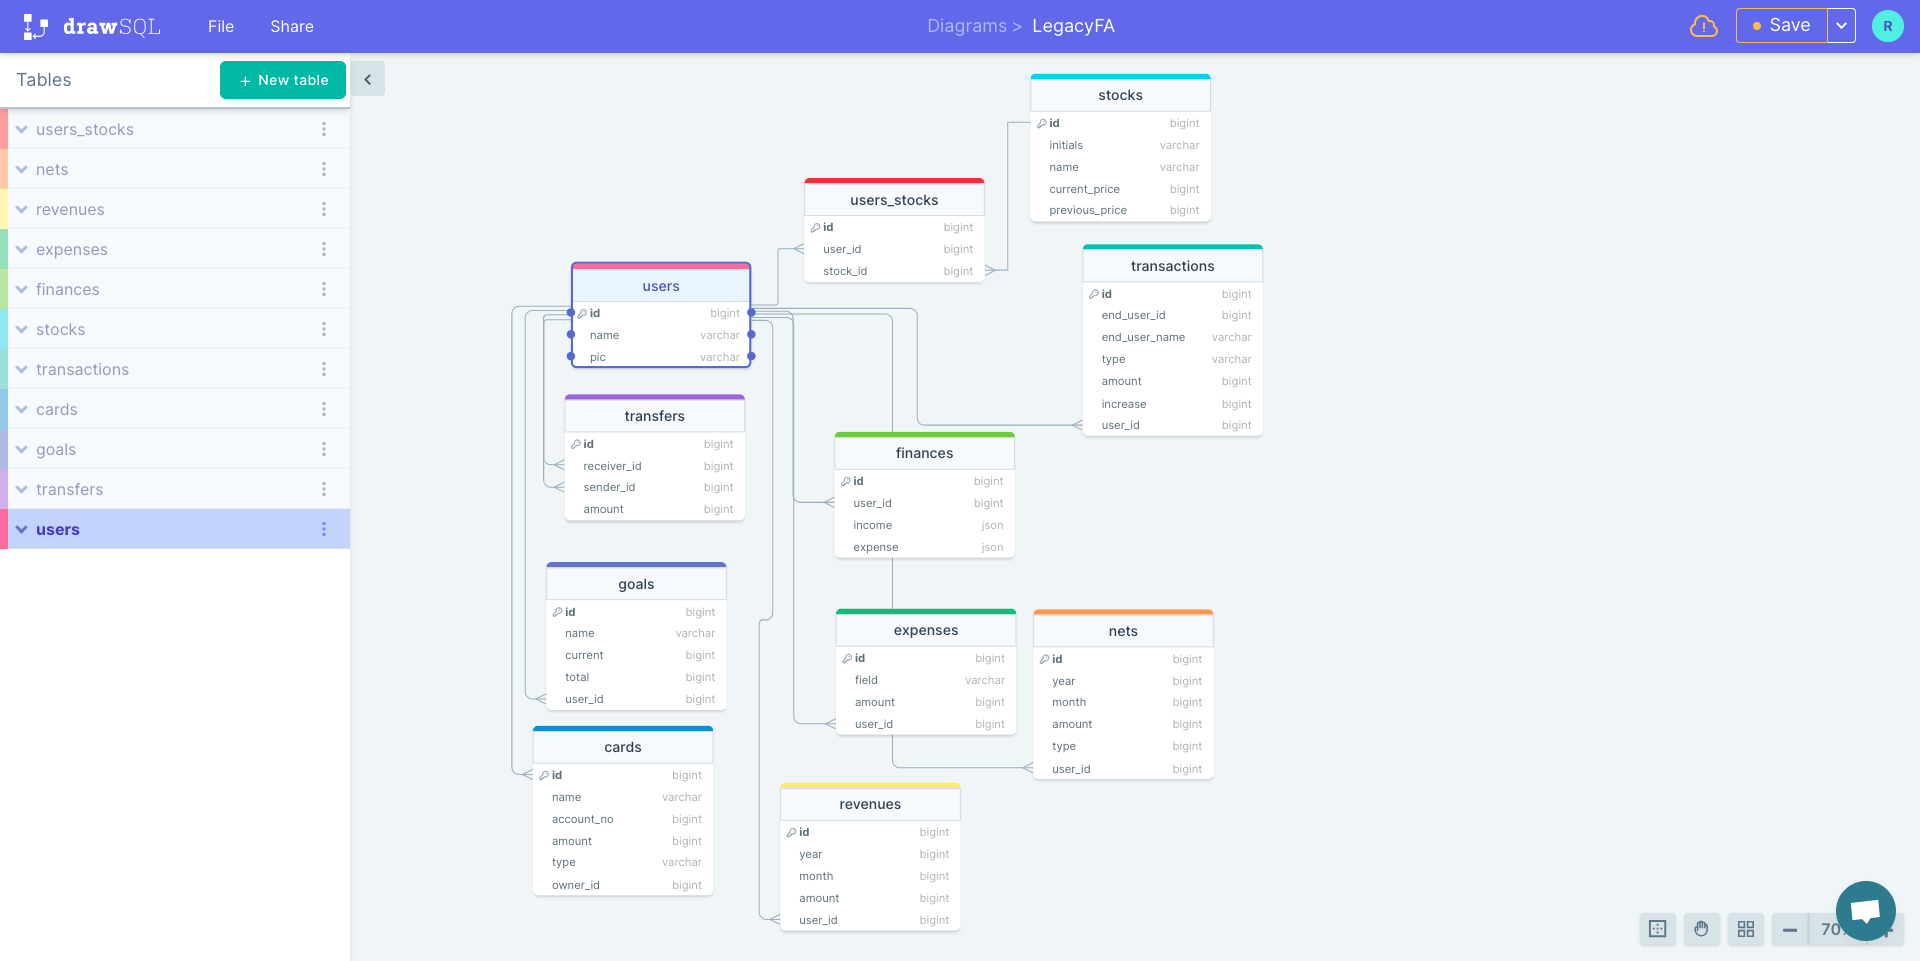 drawSQL
File
Share
Diagrams > LegacyFA
Save
R
Tables
+ New table
users_stocks
nets
revenues
expenses
finances
stocks
transactions
cards
goals
transfers
users
stocks
id bigint
initials varchar
name varchar
current_price bigint
previous_price bigint
users_stocks
id bigint
user_id bigint
stock_id bigint
transactions
id bigint
end_user_id bigint
end_user_name varchar
type varchar
amount bigint
increase bigint
user_id bigint
users
id bigint
name varchar
pic varchar
transfers
id bigint
receiver_id bigint
sender_id bigint
amount bigint
finances
id bigint
user_id bigint
income json
expense json
goals
id bigint
name varchar
current bigint
total bigint
user_id bigint
expenses
id bigint
field varchar
amount bigint
user_id bigint
nets
id bigint
year bigint
month bigint
amount bigint
type bigint
user_id bigint
cards
id bigint
name varchar
account_no bigint
amount bigint
type varchar
owner_id bigint
revenues
id bigint
year bigint
month bigint
amount bigint
user_id bigint
70